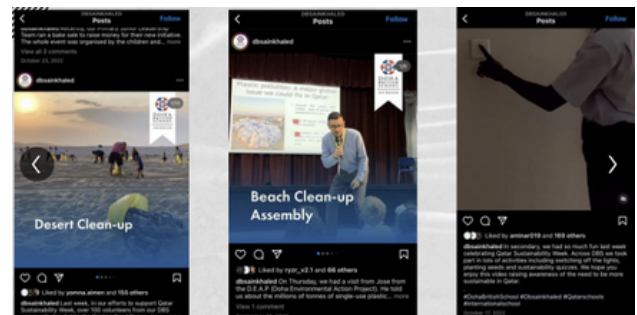 DBSAINKHALED
Posts
Follow
Team ran a bake sale to raise money for their new initiative.
The whole event was organised by the children and... more
View all 2 comments
October 23, 2022
dbsainkhaled
DOHA
BRITISH
SCHOOL
Desert Clean-up
Liked by yomna.aimen and 155 others
dbsainkhaled Last week, in our efforts to support Qatar
Sustainability Week, over 100 volunteers from our DBS
DBSAINKHALED
Posts
Follow
dbsainkhaled
Plastic pollution: a major global
issue we could fix in Qatar
DOHA
BRITISH
SCHOOL
Beach Clean-up
Assembly
Liked by ryzr_v2.1 and 66 others
dbsainkhaled On Thursday, we had a visit from Jose from
the D.E.A.P (Doha Environmental Action Project). He told
us about the millions of tonnes of single-use plastic... more
View 1 comment
DBSAINKHALED
Posts
Follow
Liked by aminar019 and 169 others
dbsainkhaled In secondary, we had so much fun last week
celebrating Qatar Sustainability Week. Across DBS we took
part in lots of activities including switching off the lights,
planting seeds and sustainability quizzes. We hope you
enjoy this video raising awareness of the need to be more
sustainable in Qatar.
#DohaBritishSchool #Dbsainkhaled #Qatarschools
#Internationalschool
October 17, 2022